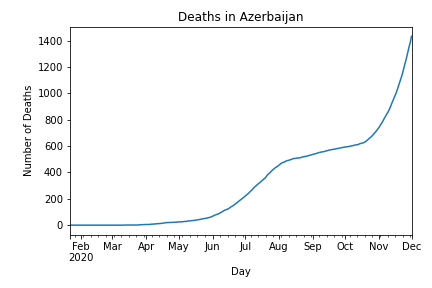 Deaths in Azerbaijan
1400
1200
1000
800
600
400
200
0
Number of Deaths
Feb Mar Apr May Jun Jul Aug Sep Oct Nov Dec
2020
Day